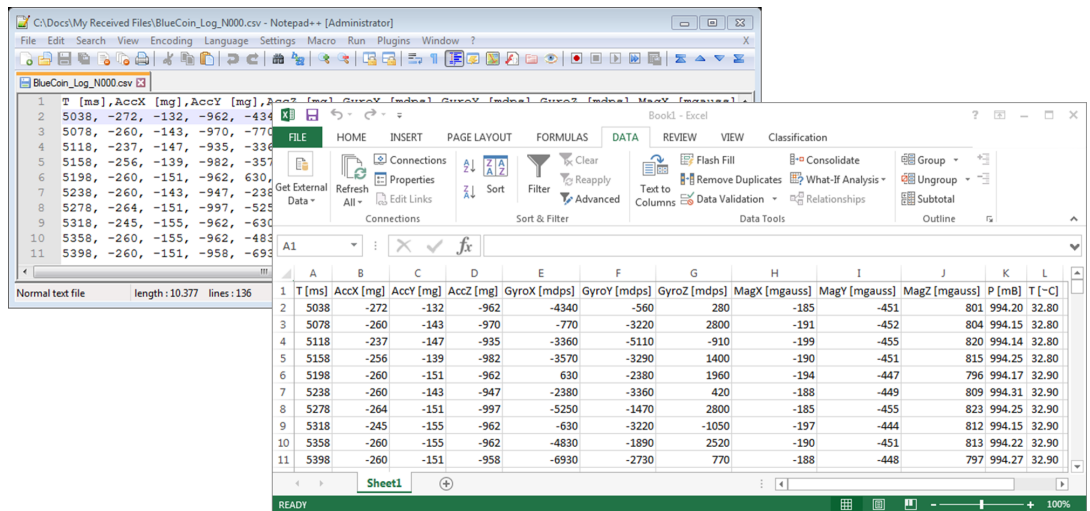 C:\Docs\My Received Files\BlueCoin_Log_N000.csv - Notepad++ [Administrator]
File Edit Search View Encoding Language Settings Macro Run Plugins Window ? X
BlueCoin_Log_N000.csv
1 T [ms],AccX [mg],AccY [mg],AccZ [mg],GyroX [mdps],GyroY [mdps],GyroZ [mdps],MagX [mgauss]
2 5038, -272, -132, -962, -434
3 5078, -260, -143, -970, -770
4 5118, -237, -147, -935, -336
5 5158, -256, -139, -982, -357
6 5198, -260, -151, -962, 630,
7 5238, -260, -143, -947, -238
8 5278, -264, -151, -997, -525
9 5318, -245, -155, -962, -630
10 5358, -260, -155, -962, -483
11 5398, -260, -151, -958, -693
Normal text file length : 10.377 lines : 136
Book1 - Excel
FILE HOME INSERT PAGE LAYOUT FORMULAS DATA REVIEW VIEW Classification
Get External Data
Refresh All
Connections
Properties
Edit Links
Connections
Sort
Filter
Clear
Reapply
Advanced
Sort & Filter
Text to Columns
Flash Fill
Remove Duplicates
Data Validation
Consolidate
What-If Analysis
Relationships
Data Tools
Group
Ungroup
Subtotal
Outline
A1 fx
A B C D E F G H I J K L
1 T [ms] AccX [mg] AccY [mg] AccZ [mg] GyroX [mdps] GyroY [mdps] GyroZ [mdps] MagX [mgauss] MagY [mgauss] MagZ [mgauss] P [mB] T [~C]
2 5038 -272 -132 -962 -4340 -560 280 -185 -451 801 994.20 32.80
3 5078 -260 -143 -970 -770 -3220 2800 -191 -452 804 994.15 32.80
4 5118 -237 -147 -935 -3360 -5110 -910 -199 -455 820 994.14 32.80
5 5158 -256 -139 -982 -3570 -3290 1400 -190 -451 815 994.25 32.80
6 5198 -260 -151 -962 630 -2380 1960 -194 -447 796 994.17 32.90
7 5238 -260 -143 -947 -2380 -3360 420 -188 -449 809 994.31 32.90
8 5278 -264 -151 -997 -5250 -1470 2800 -185 -455 823 994.25 32.90
9 5318 -245 -155 -962 -630 -3220 -1050 -197 -444 812 994.15 32.90
10 5358 -260 -155 -962 -4830 -1890 2520 -190 -451 813 994.22 32.90
11 5398 -260 -151 -958 -6930 -2730 770 -188 -448 797 994.27 32.90
Sheet1
READY 100%